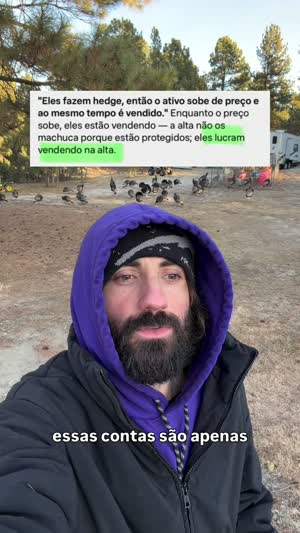 "Eles fazem hedge, então o ativo sobe de preço e
ao mesmo tempo é vendido." Enquanto o preço
sobe, eles estão vendendo — a alta não os
machuca porque estão protegidos; eles lucram
vendendo na alta.
essas contas são apenas